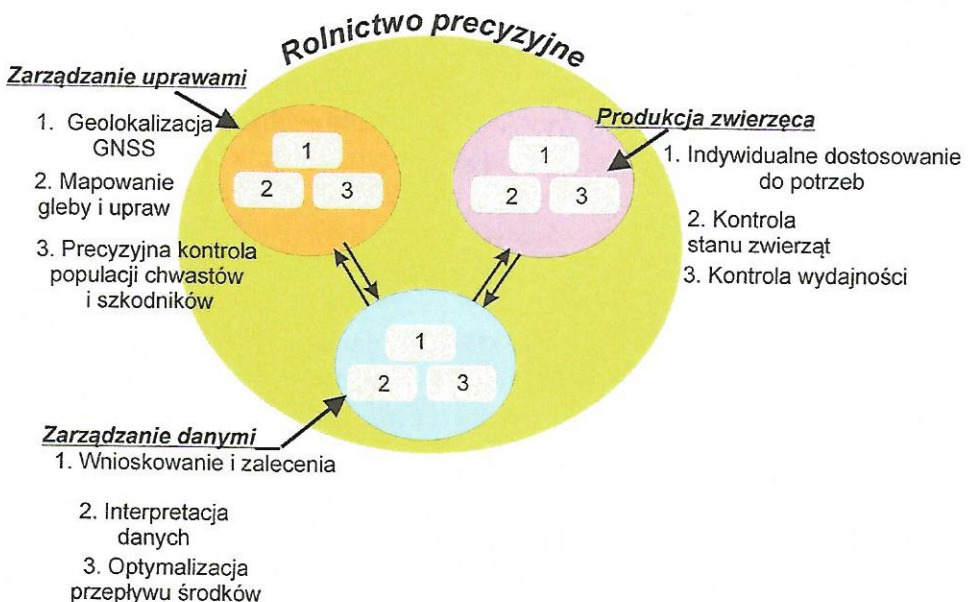 Rolnictwo precyzyjne
Zarządzanie uprawami
1. Geolokalizacja
GNSS
2. Mapowanie
gleby i upraw
3. Precyzyjna kontrola
populacji chwastów
i szkodników
1
2 3
Produkcja zwierzęca
1. Indywidualne dostosowanie
do potrzeb
2. Kontrola
stanu zwierząt
3. Kontrola wydajności
1
2 3
1
2 3
Zarządzanie danymi
1. Wnioskowanie i zalecenia
2. Interpretacja
danych
3. Optymalizacja
przepływu środków